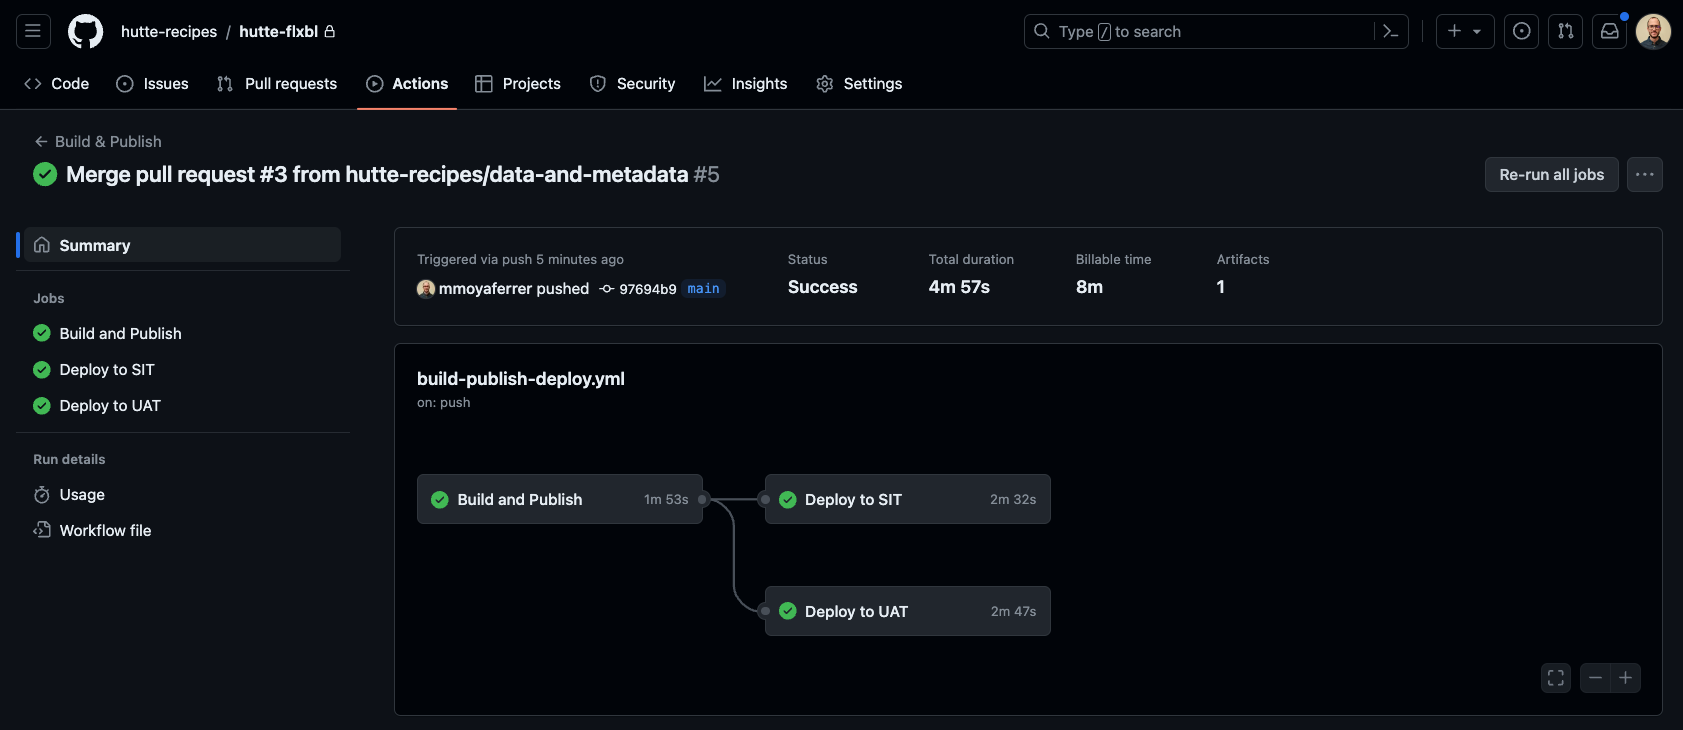 hutte-recipes / hutte-flxbl
Type / to search
Code
Issues
Pull requests
Actions
Projects
Security
Insights
Settings
← Build & Publish
Merge pull request #3 from hutte-recipes/data-and-metadata #5
Re-run all jobs
Summary
Jobs
Build and Publish
Deploy to SIT
Deploy to UAT
Run details
Usage
Workflow file
Triggered via push 5 minutes ago
mmoyaferrer pushed 97694b9 main
Status
Success
Total duration
4m 57s
Billable time
8m
Artifacts
1
build-publish-deploy.yml
on: push
Build and Publish 1m 53s
Deploy to SIT 2m 32s
Deploy to UAT 2m 47s